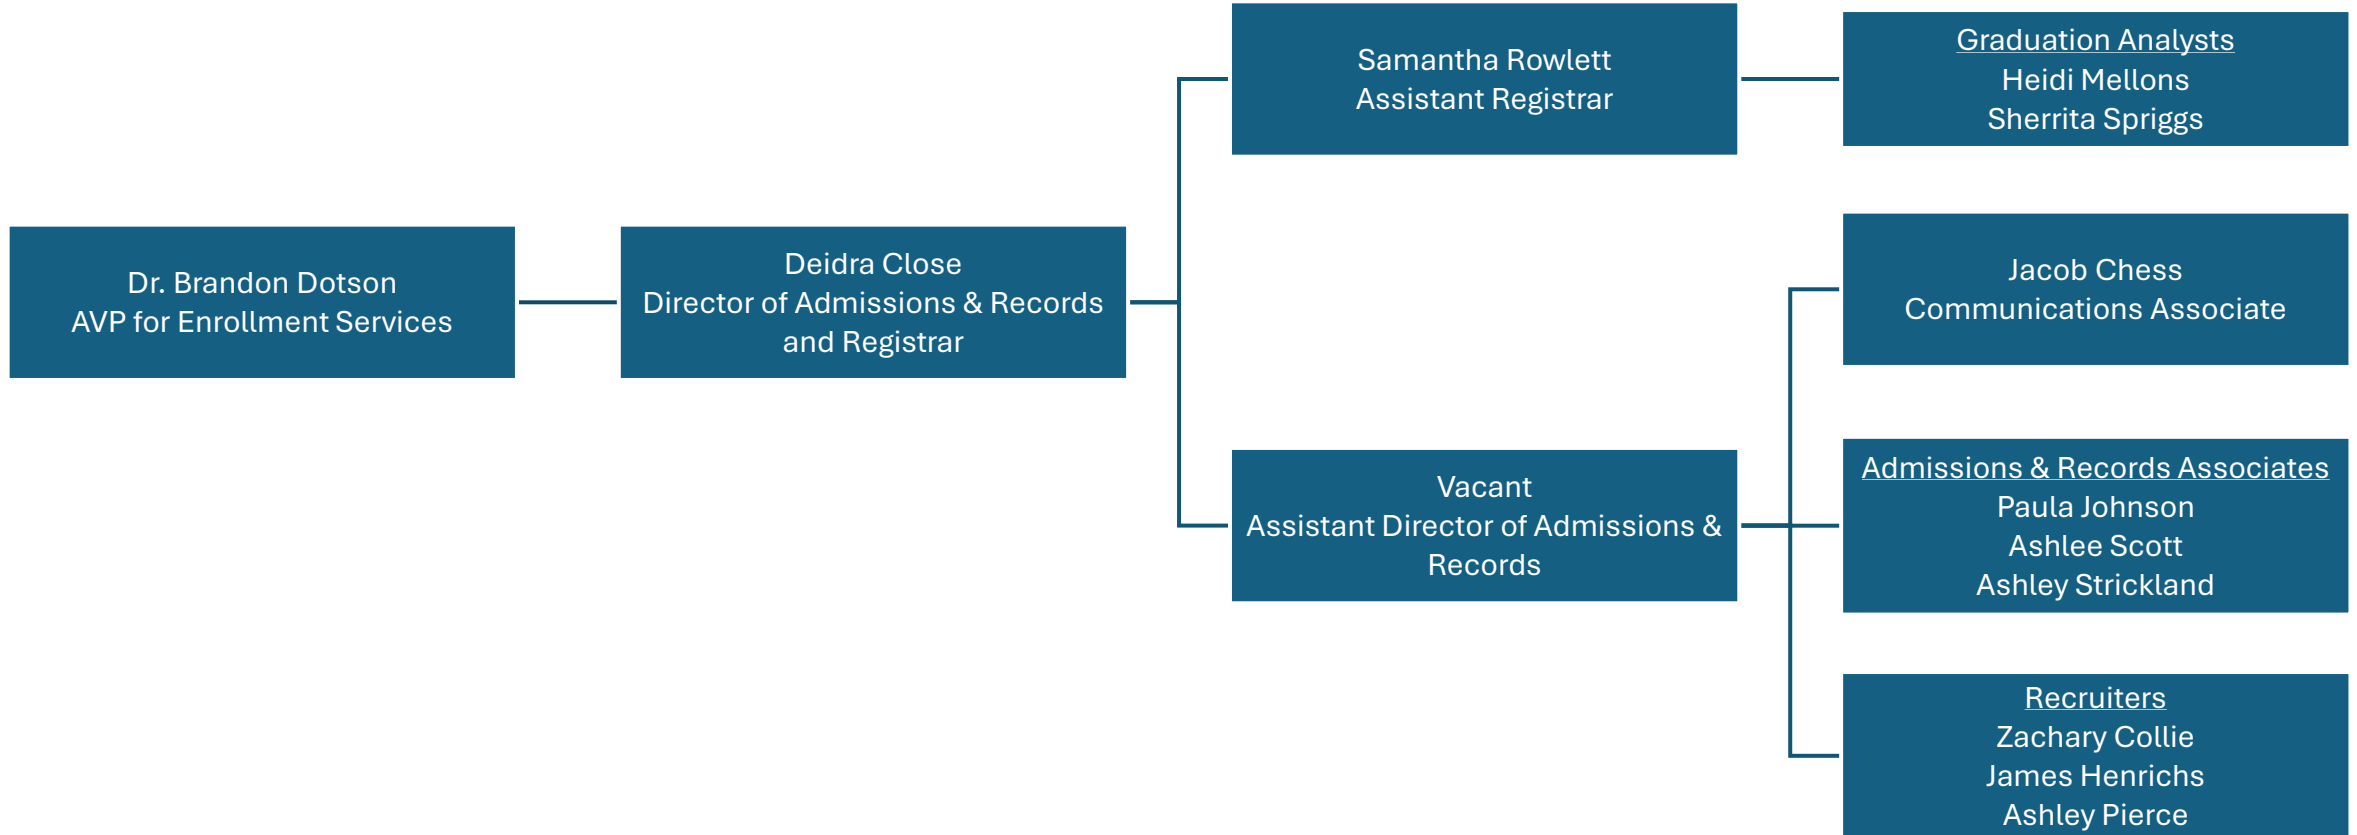 Samantha Rowlett
Assistant Registrar
Graduation Analysts
Heidi Mellons
Sherrita Spriggs
Dr. Brandon Dotson
AVP for Enrollment Services
Deidra Close
Director of Admissions & Records
and Registrar
Jacob Chess
Communications Associate
Vacant
Assistant Director of Admissions &
Records
Admissions & Records Associates
Paula Johnson
Ashlee Scott
Ashley Strickland
Recruiters
Zachary Collie
James Henrichs
Ashley Pierce